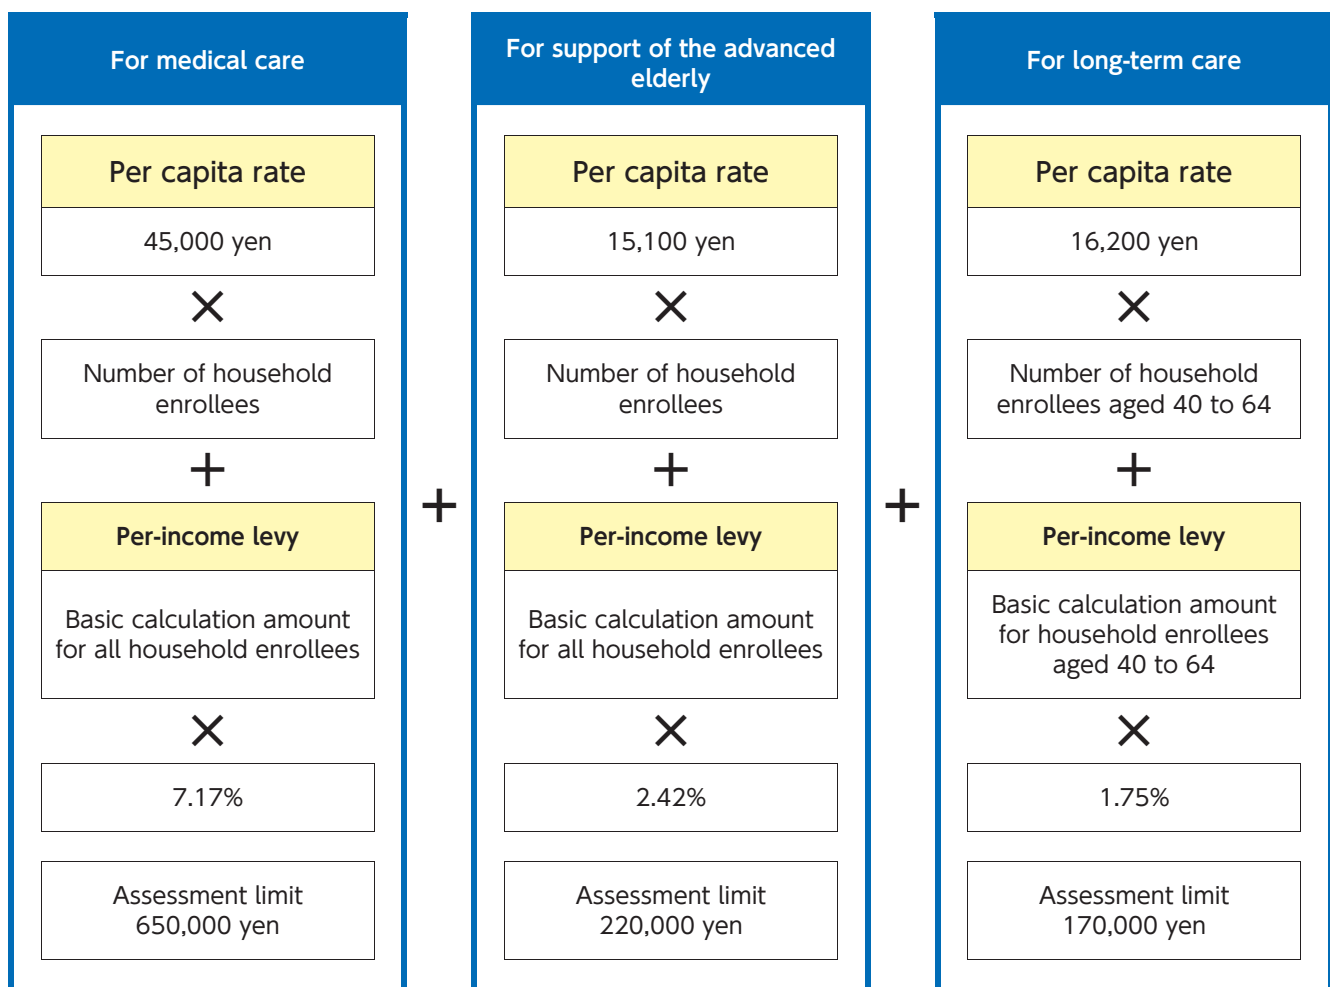 For medical care
Per capita rate
45,000 yen
×
Number of household
enrollees
+
Per-income levy
Basic calculation amount
for all household enrollees
×
7.17%
Assessment limit
650,000 yen
+
For support of the advanced
elderly
Per capita rate
15,100 yen
×
Number of household
enrollees
+
Per-income levy
Basic calculation amount
for all household enrollees
×
2.42%
Assessment limit
220,000 yen
+
For long-term care
Per capita rate
16,200 yen
×
Number of household
enrollees aged 40 to 64
+
Per-income levy
Basic calculation amount
for household enrollees
aged 40 to 64
×
1.75%
Assessment limit
170,000 yen